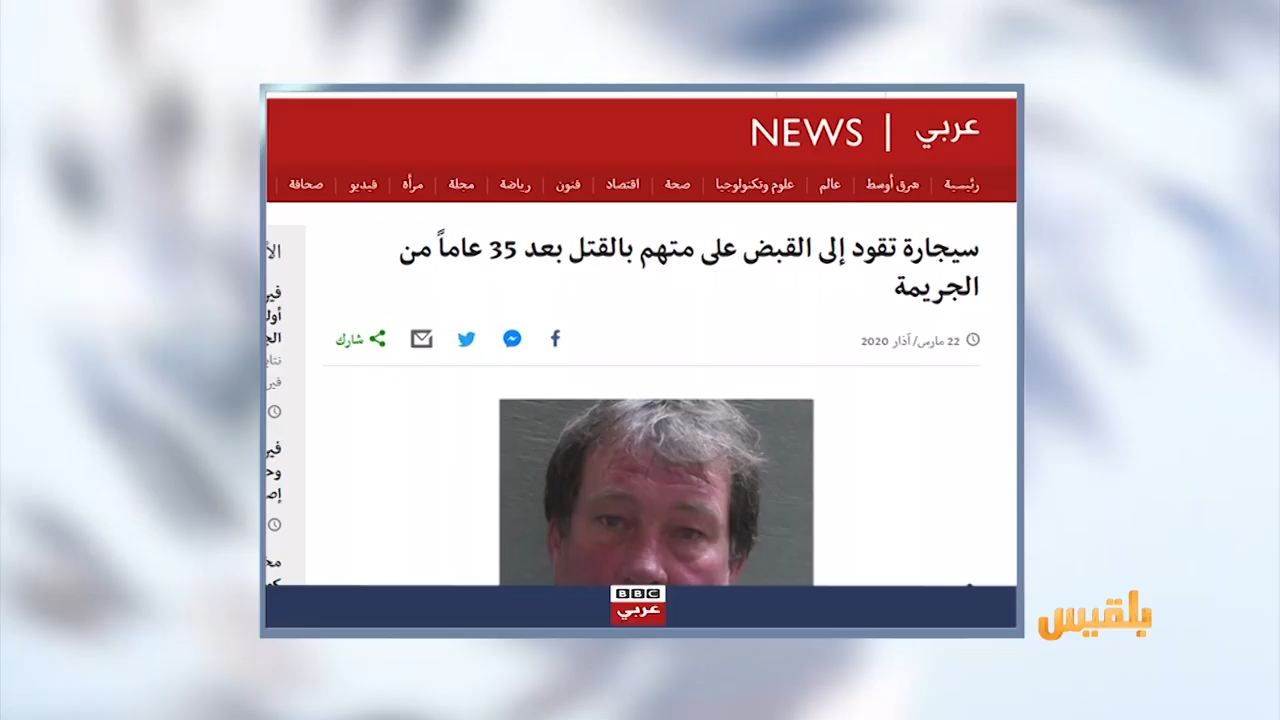 عربي | NEWS
رئيسية | شرق أوسط | عالم | علوم وتكنولوجيا | صحة | اقتصاد | فنون | رياضة | مجلة | مرأة | فيديو | صحافة
سيجارة تقود إلى القبض على متهم بالقتل بعد 35 عاماً من
الجريمة
22 مارس/ آذار 2020
شارك
BBC
عربي
بلقيس